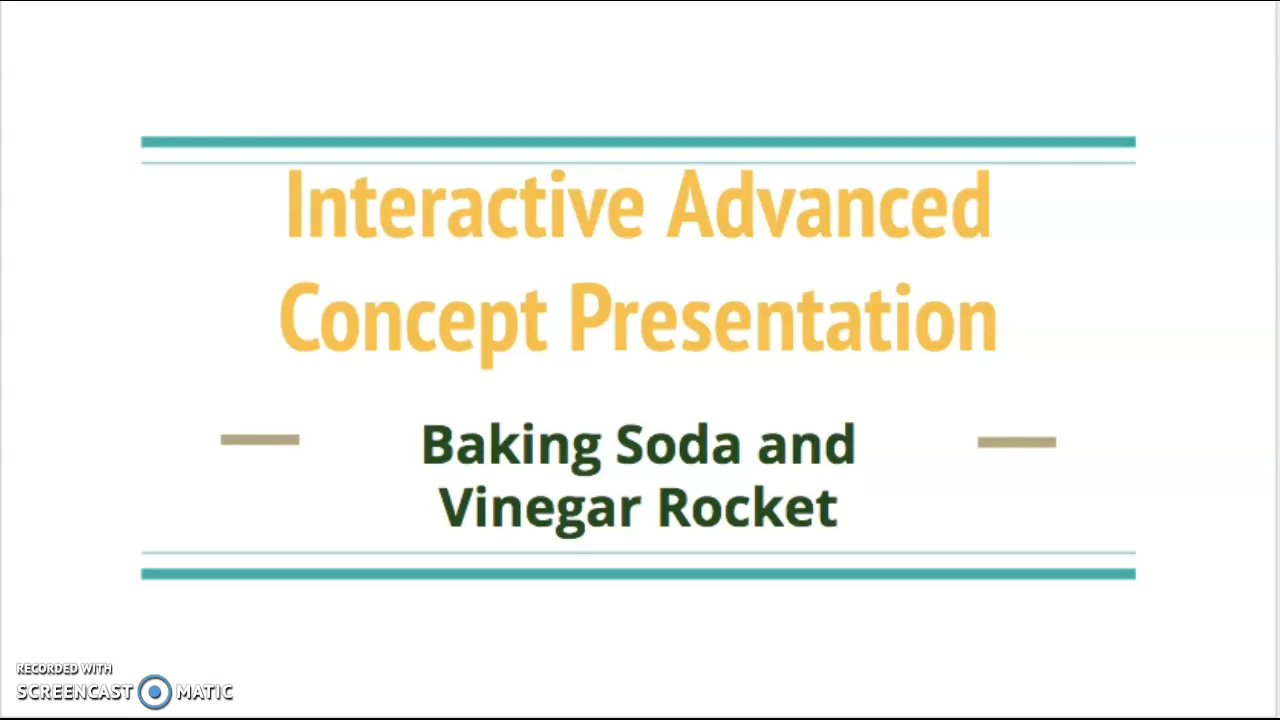 Interactive Advanced
Concept Presentation
Baking Soda and
Vinegar Rocket
RECORDED WITH
SCREENCAST MATIC